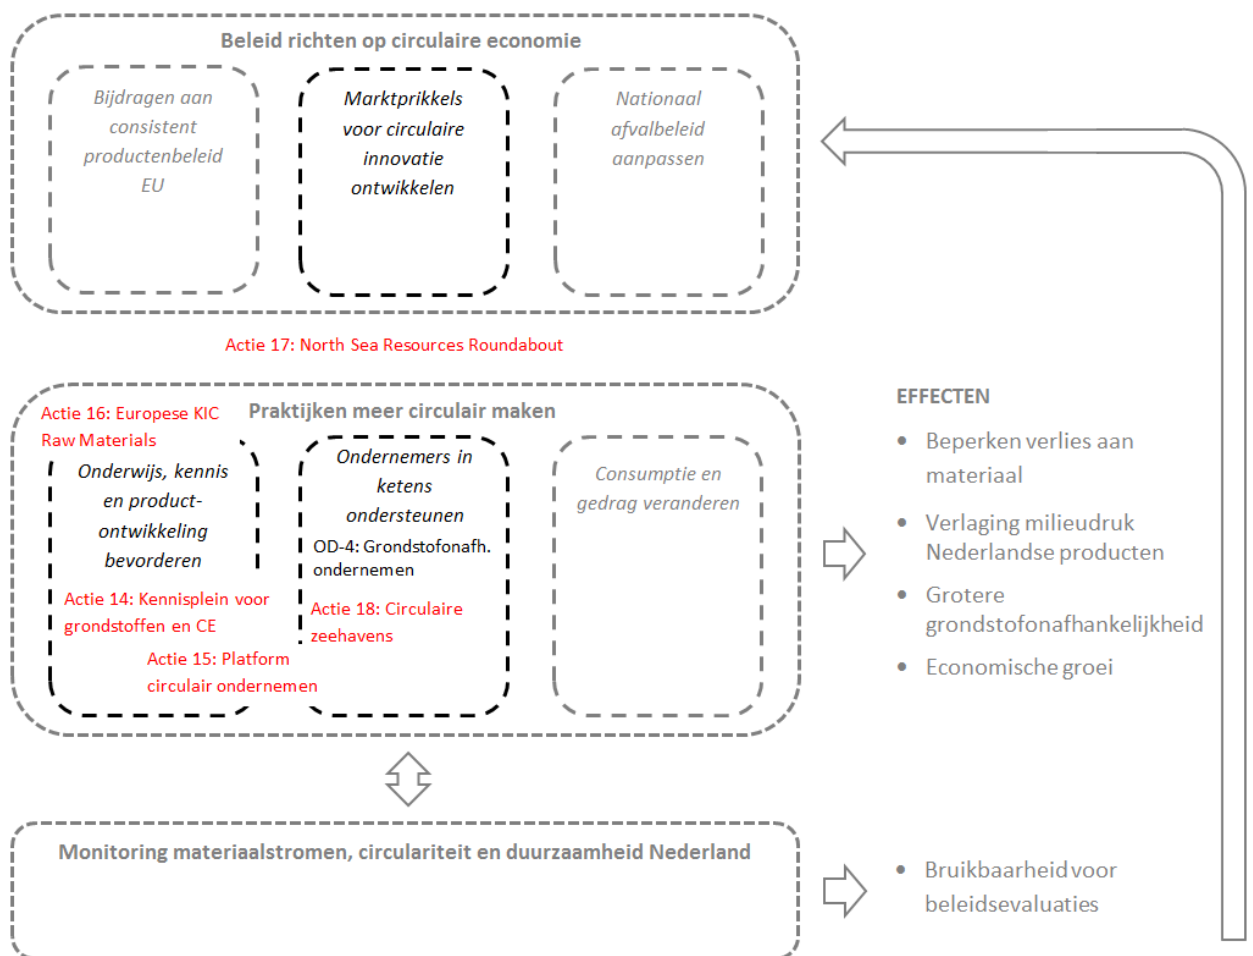 Beleid richten op circulaire economie
Bijdragen aan
consistent
productenbeleid
EU
Marktprikkels
voor circulaire
innovatie
ontwikkelen
Nationaal
afvalbeleid
aanpassen
Actie 17: North Sea Resources Roundabout
Praktijken meer circulair maken
Actie 16: Europese KIC
Raw Materials
Onderwijs, kennis
en product-
ontwikkeling
bevorderen
Actie 14: Kennisplein voor
grondstoffen en CE
Actie 15: Platform
circulair ondernemen
Ondernemers in
ketens
ondersteunen
OD-4: Grondstofonafh.
ondernemen
Actie 18: Circulaire
zeehavens
Consumptie en
gedrag veranderen
EFFECTEN
• Beperken verlies aan
materiaal
• Verlaging milieudruk
Nederlandse producten
• Grotere
grondstofonafhankelijkheid
• Economische groei
Monitoring materiaalstromen, circulariteit en duurzaamheid Nederland
• Bruikbaarheid voor
beleidsevaluaties